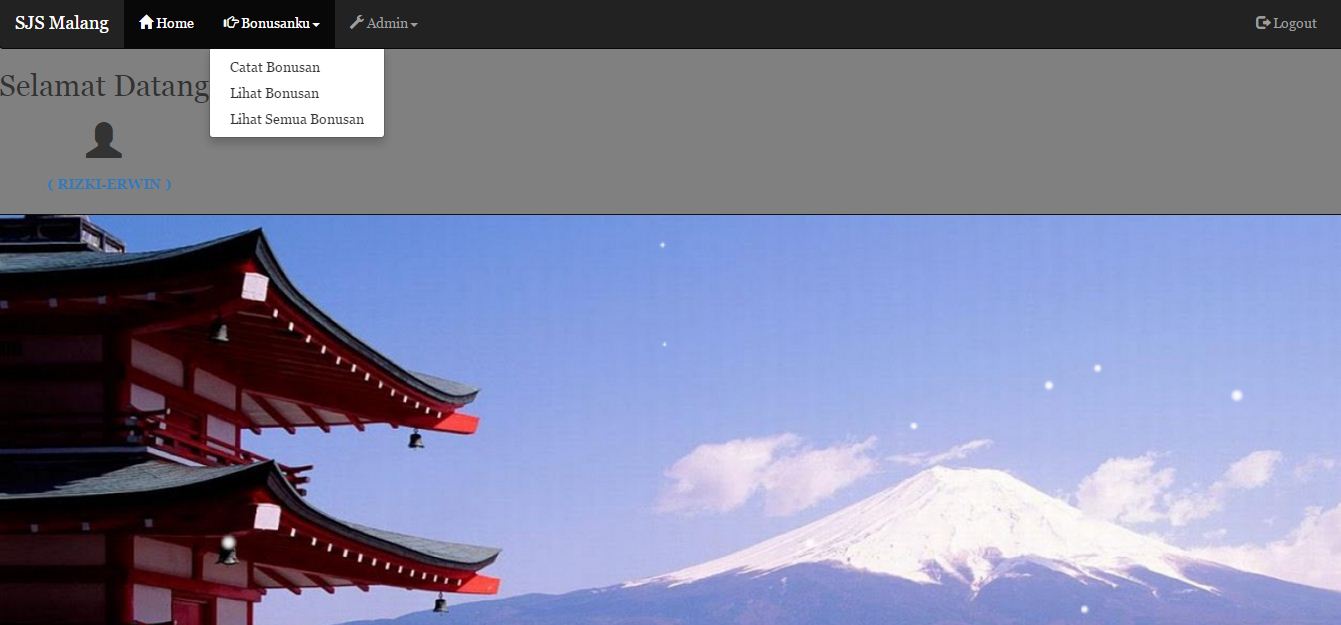 SJS Malang Home Bonusanku Admin Logout
Catat Bonusan
Lihat Bonusan
Lihat Semua Bonusan
Selamat Datang
( RIZKI-ERWIN )